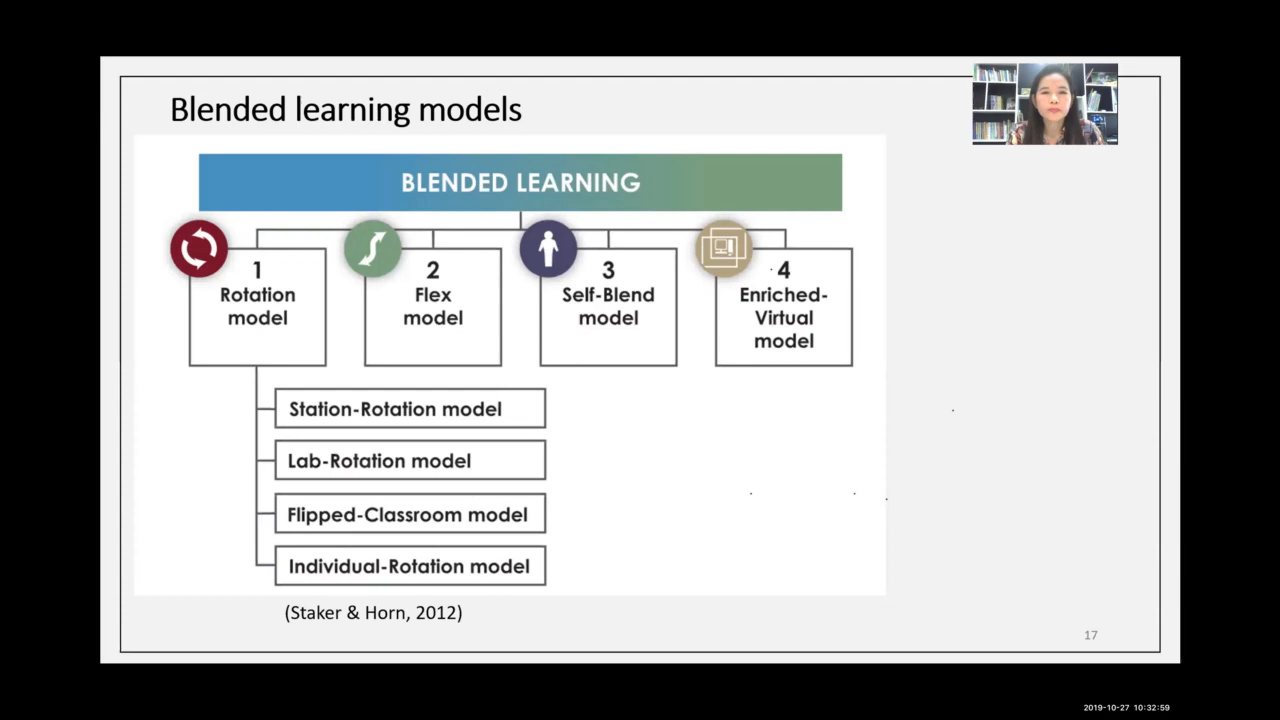 Blended learning models
BLENDED LEARNING
1
Rotation
model
2
Flex
model
3
Self-Blend
model
4
Enriched-
Virtual
model
Station-Rotation model
Lab-Rotation model
Flipped-Classroom model
Individual-Rotation model
(Staker & Horn, 2012)
17
2019-10-27 10:32:59